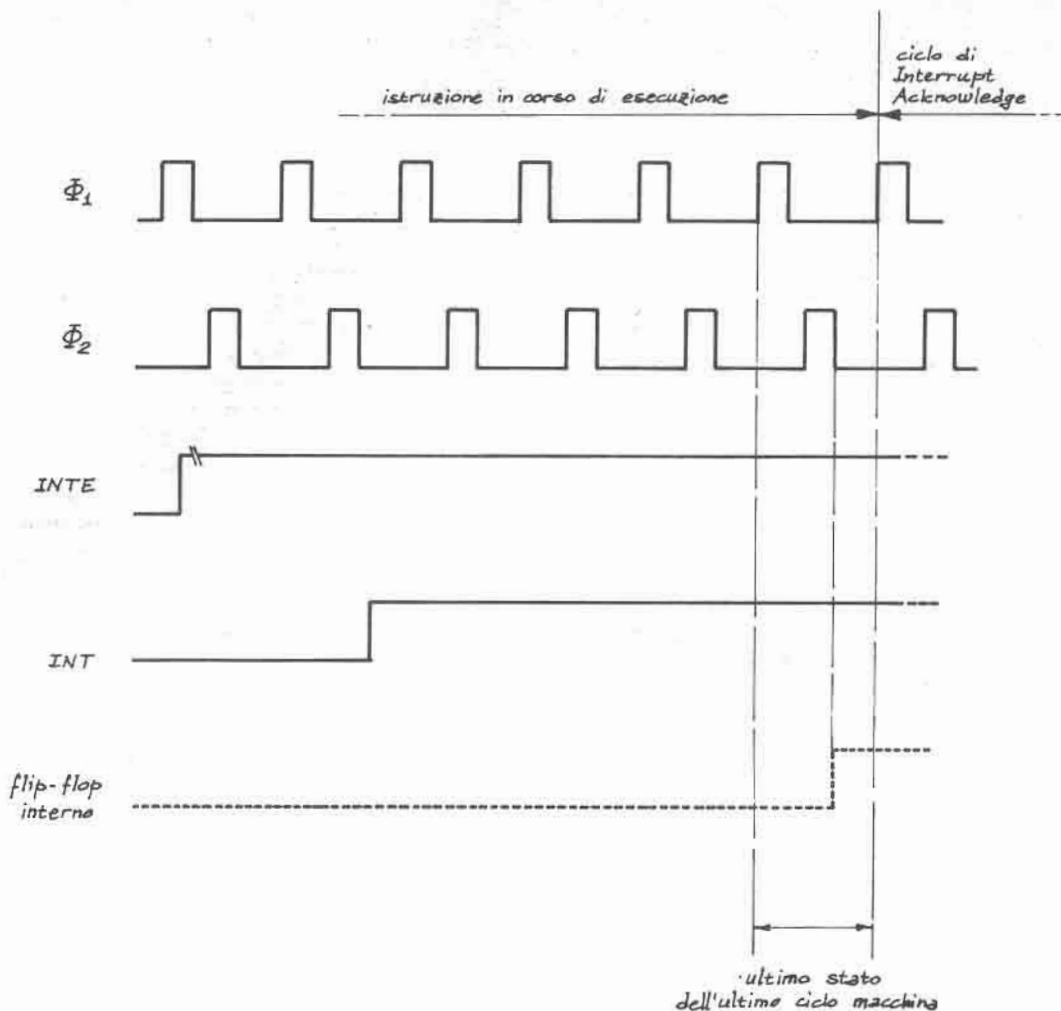 ciclo di
Interrupt
Acknowledge
istruzione in corso di esecuzione
Φ1
Φ2
INTE
INT
flip-flop
interno
ultimo stato
dell'ultimo ciclo macchina